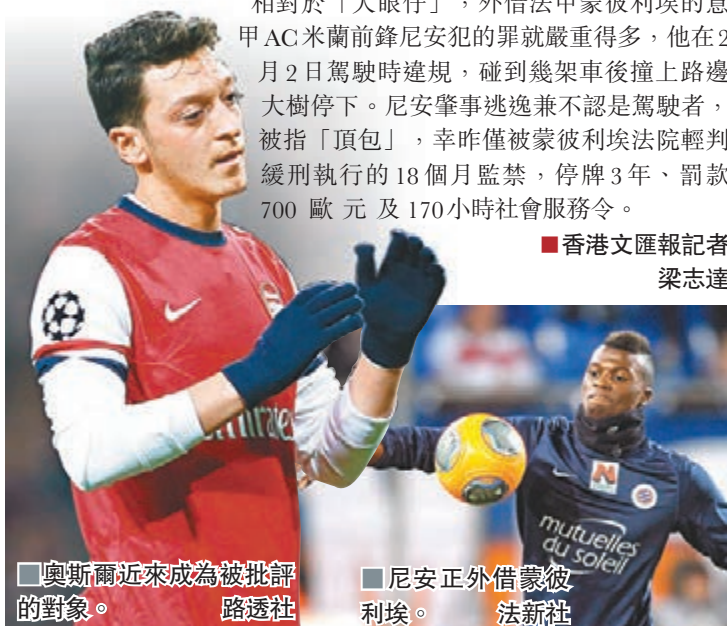 相對於「大眼仔」，外借法甲蒙彼利埃的意
甲AC米蘭前鋒尼安犯的罪就嚴重得多，他在2
月2日駕駛時違規，碰到幾架車後撞上路邊
大樹停下。尼安肇事逃逸兼不認是駕駛者，
被指「頂包」，幸昨僅被蒙彼利埃法院輕判
緩刑執行的18個月監禁，停牌3年、罰款
700 歐元及170小時社會服務令。
■香港文匯報記者
梁志達
mutuelles
du soleil
■奧斯爾近來成為被批評
的對象。 路透社
■尼安正外借蒙彼
利埃。 法新社